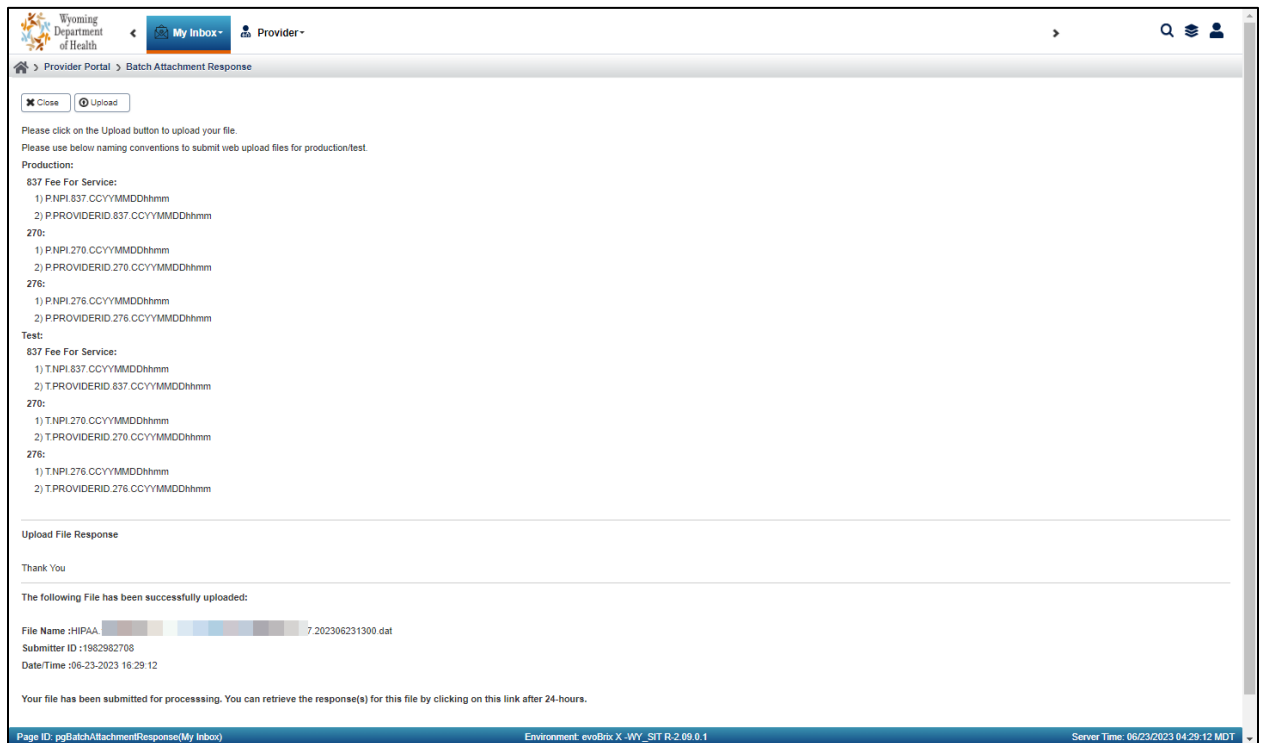 Wyoming
Department
of Health
My Inbox
Provider
Provider Portal > Batch Attachment Response
Close
Upload
Please click on the Upload button to upload your file.
Please use below naming conventions to submit web upload files for production/test.
Production:
837 Fee For Service:
1) P.NPI.837.CCYYMMDDhhmm
2) P.PROVIDERID.837.CCYYMMDDhhmm
270:
1) P.NPI.270.CCYYMMDDhhmm
2) P.PROVIDERID.270.CCYYMMDDhhmm
276:
1) P.NPI.276.CCYYMMDDhhmm
2) P.PROVIDERID.276.CCYYMMDDhhmm
Test:
837 Fee For Service:
1) T.NPI.837.CCYYMMDDhhmm
2) T.PROVIDERID.837.CCYYMMDDhhmm
270:
1) T.NPI.270.CCYYMMDDhhmm
2) T.PROVIDERID.270.CCYYMMDDhhmm
276:
1) T.NPI.276.CCYYMMDDhhmm
2) T.PROVIDERID.276.CCYYMMDDhhmm
Upload File Response
Thank You
The following File has been successfully uploaded:
File Name :HIPAA. 7.202306231300.dat
Submitter ID :1982982708
Date/Time :06-23-2023 16:29:12
Your file has been submitted for processsing. You can retrieve the response(s) for this file by clicking on this link after 24-hours.
Page ID: pgBatchAttachmentResponse(My Inbox)
Environment: evoBrix X -WY_SIT R-2.09.0.1
Server Time: 06/23/2023 04:29:12 MDT